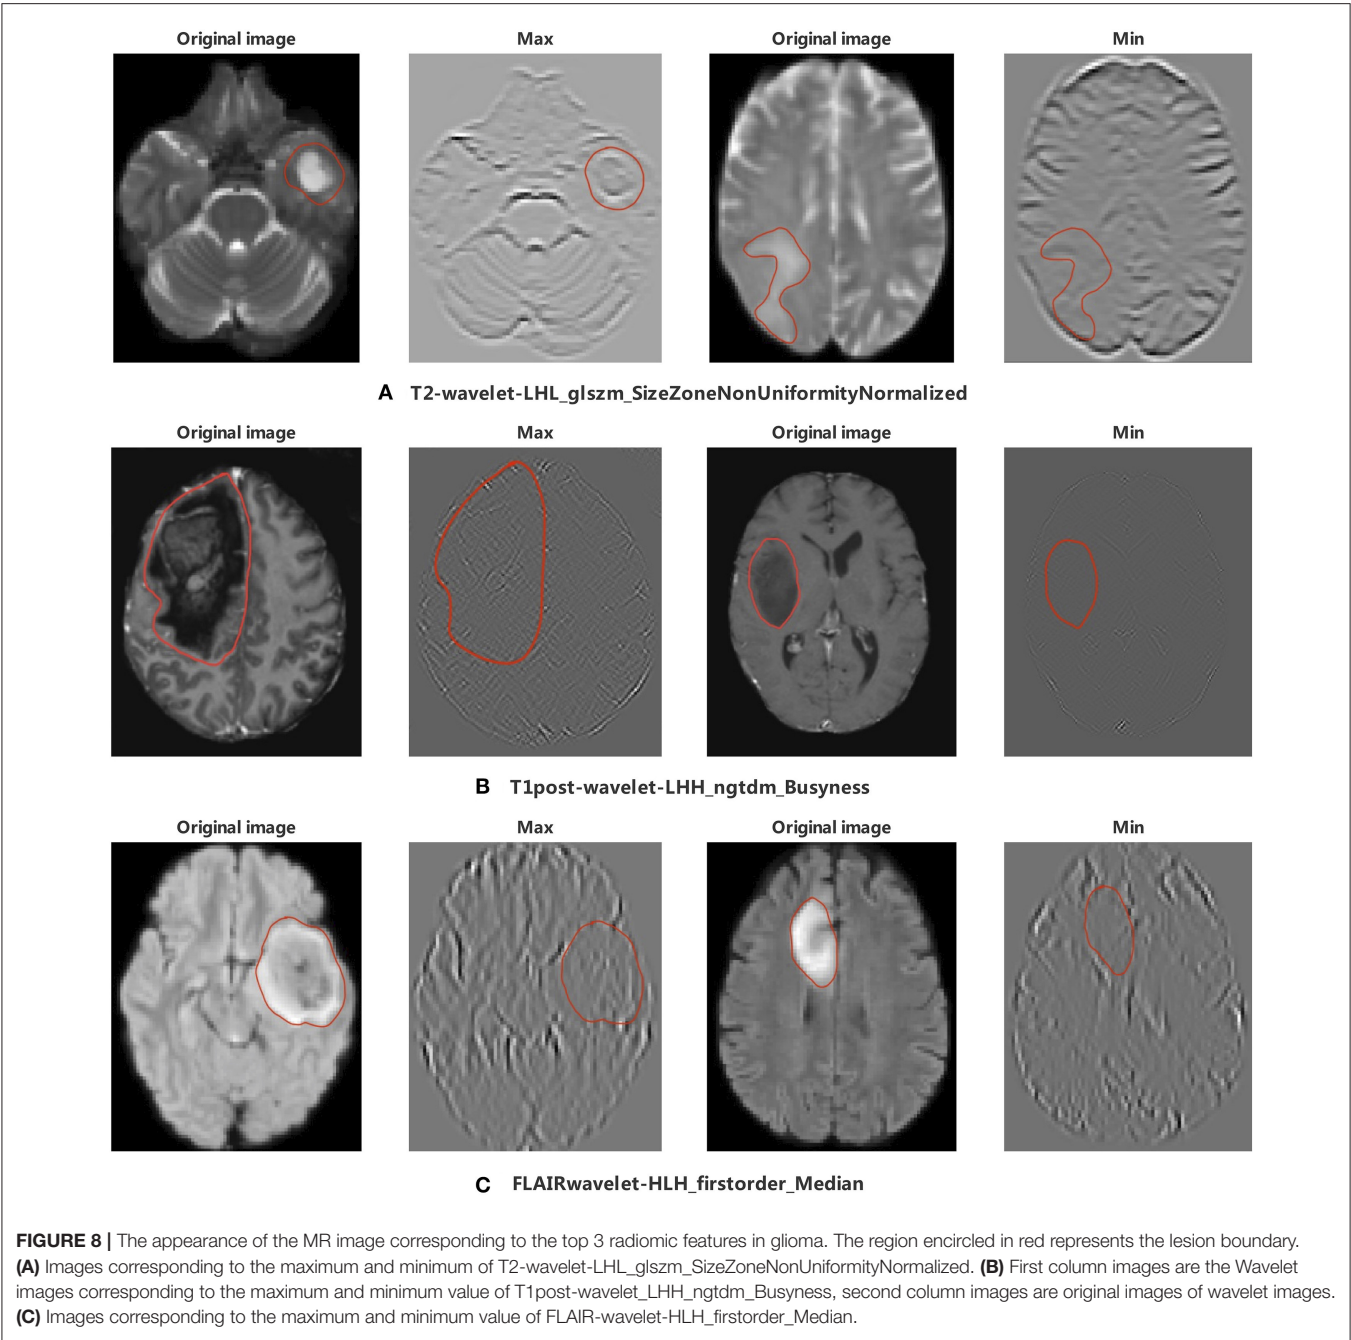 Original image Max Original image Min
A T2-wavelet-LHL_glszm_SizeZoneNonUniformityNormalized
Original image Max Original image Min
B T1post-wavelet-LHH_ngtdm_Busyness
Original image Max Original image Min
C FLAIRwavelet-HLH_firstorder_Median
FIGURE 8 | The appearance of the MR image corresponding to the top 3 radiomic features in glioma. The region encircled in red represents the lesion boundary.
(A) Images corresponding to the maximum and minimum of T2-wavelet-LHL_glszm_SizeZoneNonUniformityNormalized. (B) First column images are the Wavelet
images corresponding to the maximum and minimum value of T1post-wavelet_LHH_ngtdm_Busyness, second column images are original images of wavelet images.
(C) Images corresponding to the maximum and minimum value of FLAIR-wavelet-HLH_firstorder_Median.